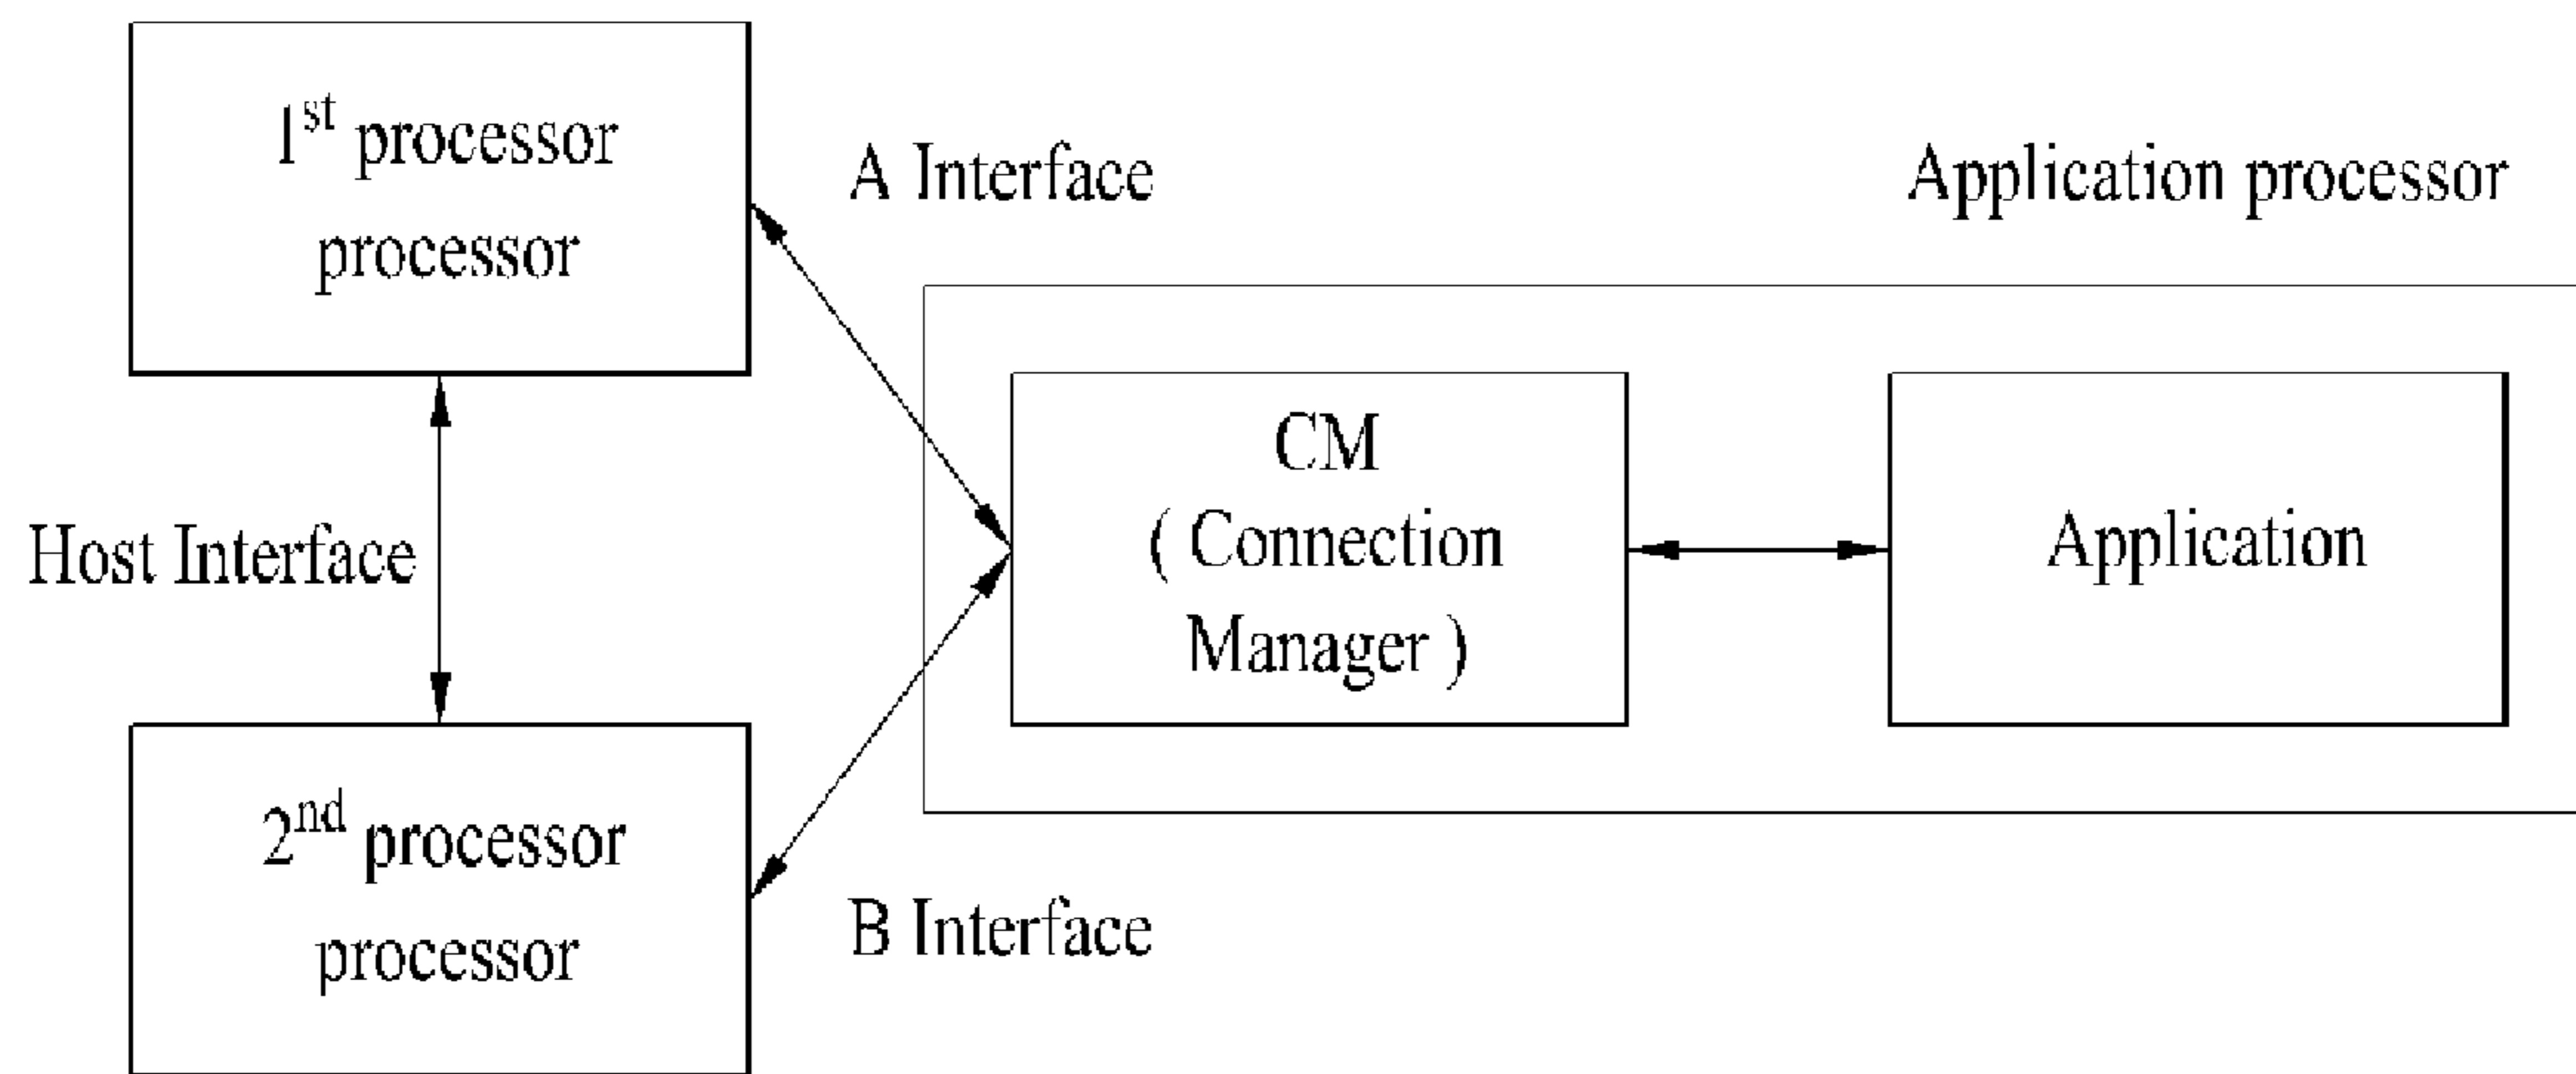 1st processor
processor
A Interface
Application processor
CM
( Connection
Manager )
Application
Host Interface
2nd processor
processor
B Interface